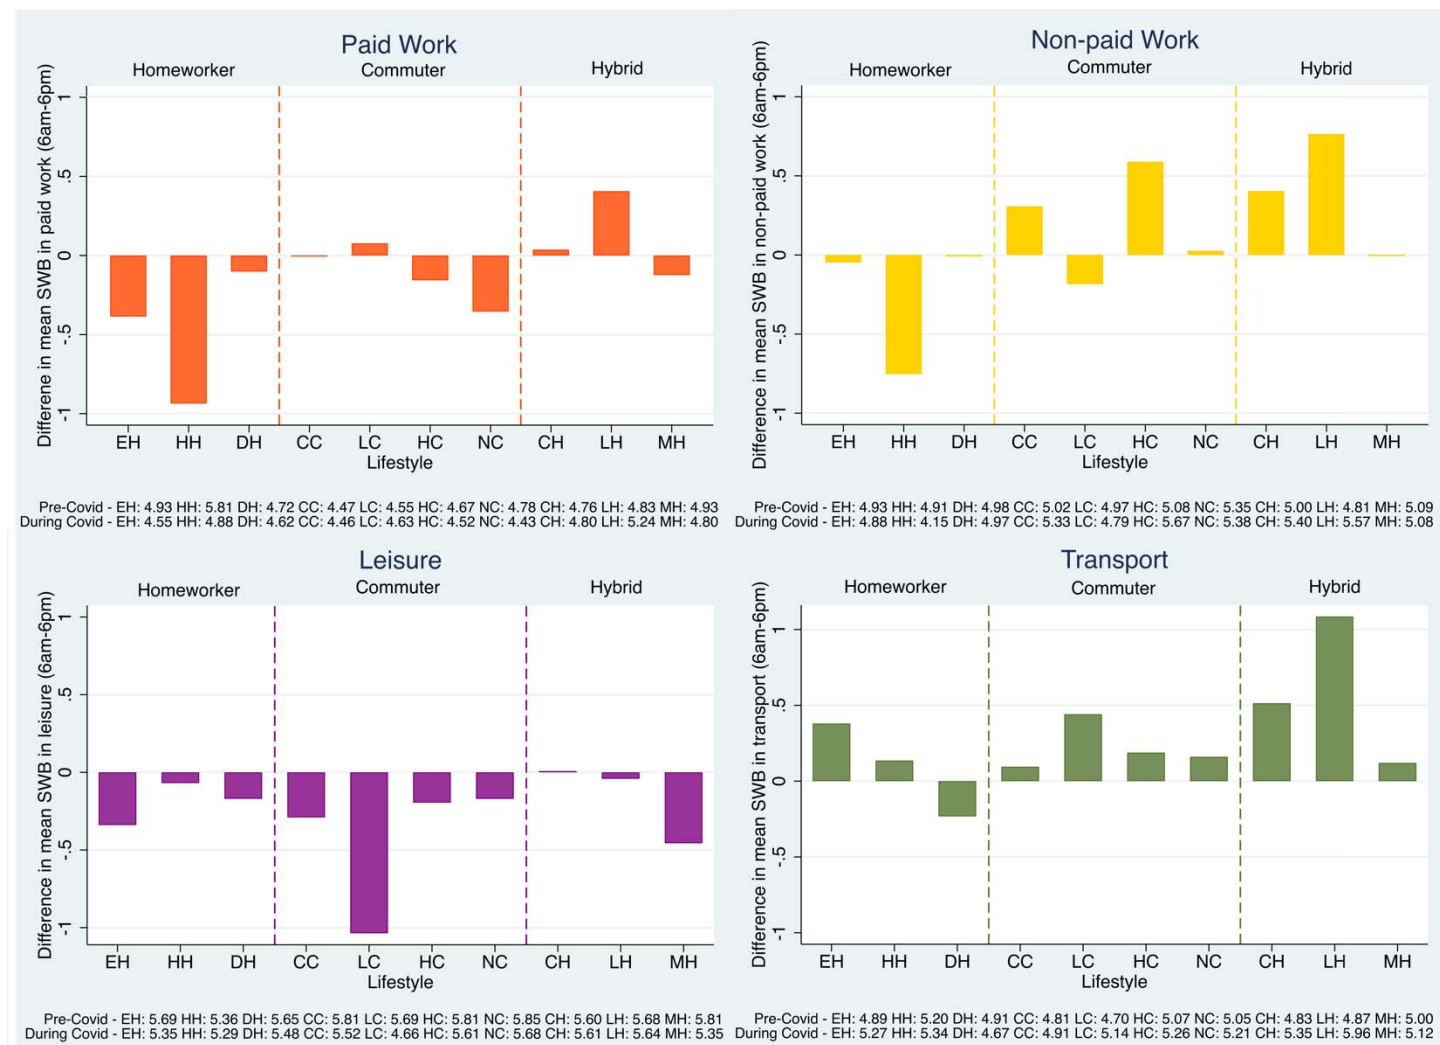 Paid Work
Homeworker Commuter Hybrid
Differene in mean SWB in paid work (6am-6pm)
1
.5
0
-.5
-1
EH HH DH CC LC HC NC CH LH MH
Lifestyle
Pre-Covid - EH: 4.93 HH: 5.81 DH: 4.72 CC: 4.47 LC: 4.55 HC: 4.67 NC: 4.78 CH: 4.76 LH: 4.83 MH: 4.93
During Covid - EH: 4.55 HH: 4.88 DH: 4.62 CC: 4.46 LC: 4.63 HC: 4.52 NC: 4.43 CH: 4.80 LH: 5.24 MH: 4.80
Non-paid Work
Homeworker Commuter Hybrid
Difference in mean SWB in non-paid work (6am-6pm)
1
.5
0
-.5
-1
EH HH DH CC LC HC NC CH LH MH
Lifestyle
Pre-Covid - EH: 4.93 HH: 4.91 DH: 4.98 CC: 5.02 LC: 4.97 HC: 5.08 NC: 5.35 CH: 5.00 LH: 4.81 MH: 5.09
During Covid - EH: 4.88 HH: 4.15 DH: 4.97 CC: 5.33 LC: 4.79 HC: 5.67 NC: 5.38 CH: 5.40 LH: 5.57 MH: 5.08
Leisure
Homeworker Commuter Hybrid
Difference in mean SWB in leisure (6am-6pm)
1
.5
0
-.5
-1
EH HH DH CC LC HC NC CH LH MH
Lifestyle
Pre-Covid - EH: 5.69 HH: 5.36 DH: 5.65 CC: 5.81 LC: 5.69 HC: 5.81 NC: 5.85 CH: 5.60 LH: 5.68 MH: 5.81
During Covid - EH: 5.35 HH: 5.29 DH: 5.48 CC: 5.52 LC: 4.66 HC: 5.61 NC: 5.68 CH: 5.61 LH: 5.64 MH: 5.35
Transport
Homeworker Commuter Hybrid
Difference in mean SWB in transport (6am-6pm)
1
.5
0
-.5
-1
EH HH DH CC LC HC NC CH LH MH
Lifestyle
Pre-Covid - EH: 4.89 HH: 5.20 DH: 4.91 CC: 4.81 LC: 4.70 HC: 5.07 NC: 5.05 CH: 4.83 LH: 4.87 MH: 5.00
During Covid - EH: 5.27 HH: 5.34 DH: 4.67 CC: 4.91 LC: 5.14 HC: 5.26 NC: 5.21 CH: 5.35 LH: 5.96 MH: 5.12